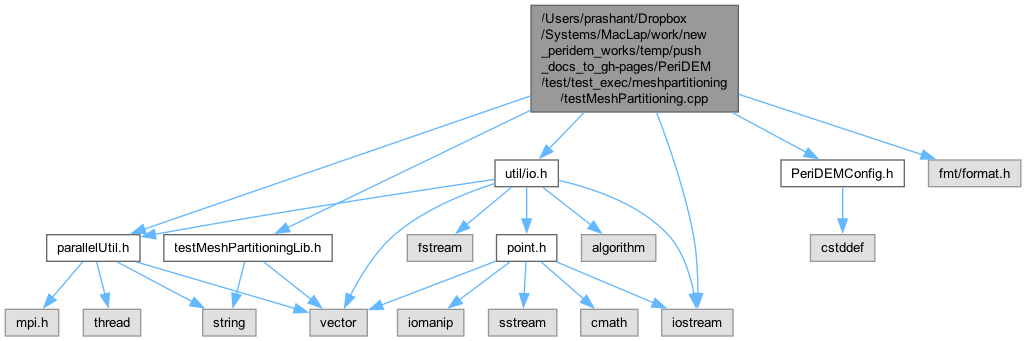 /Users/prashant/Dropbox
/Systems/MacLap/work/new
_peridem_works/temp/push
_docs_to_gh-pages/PeriDEM
/test/test_exec/meshpartitioning
/testMeshPartitioning.cpp
util/io.h
PeriDEMConfig.h
fmt/format.h
parallelUtil.h
testMeshPartitioningLib.h
fstream
point.h
algorithm
cstddef
mpi.h
thread
string
vector
iomanip
sstream
cmath
iostream